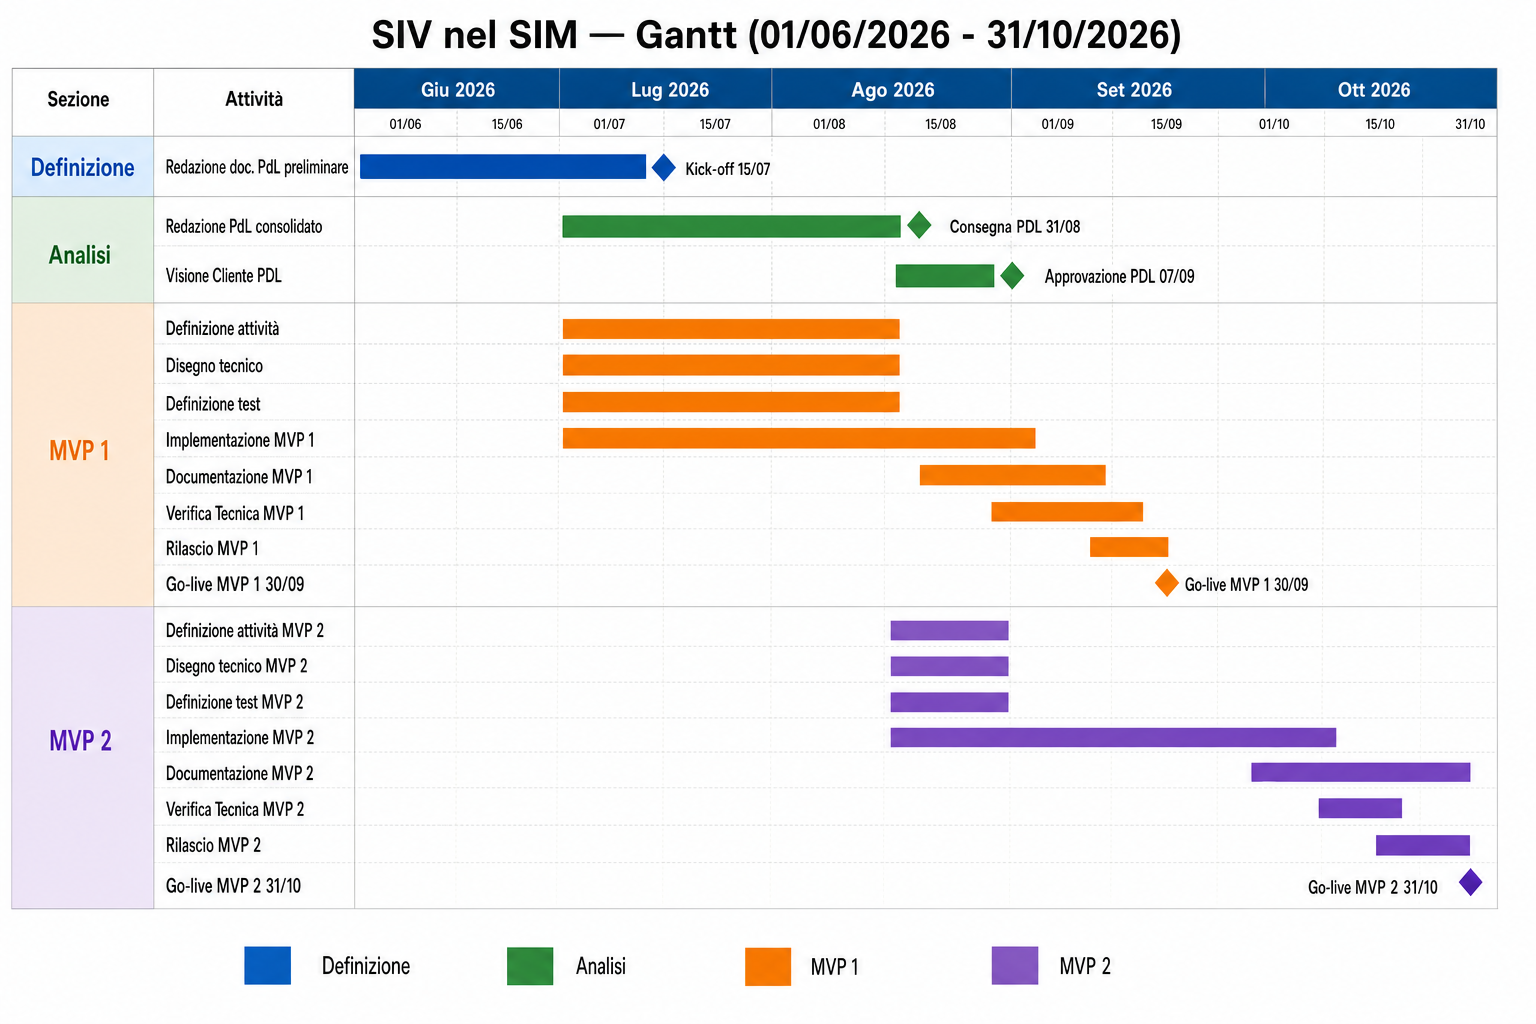 SIV nel SIM — Gantt (01/06/2026 - 31/10/2026)
Sezione Attività Giu 2026 Lug 2026 Ago 2026 Set 2026 Ott 2026
01/06 15/06 01/07 15/07 01/08 15/08 01/09 15/09 01/10 15/10 31/10
Definizione Redazione doc. PdL preliminare Kick-off 15/07
Analisi
Redazione PdL consolidato Consegna PDL 31/08
Visione Cliente PDL Approvazione PDL 07/09
MVP 1
Definizione attività
Disegno tecnico
Definizione test
Implementazione MVP 1
Documentazione MVP 1
Verifica Tecnica MVP 1
Rilascio MVP 1
Go-live MVP 1 30/09 Go-live MVP 1 30/09
MVP 2
Definizione attività MVP 2
Disegno tecnico MVP 2
Definizione test MVP 2
Implementazione MVP 2
Documentazione MVP 2
Verifica Tecnica MVP 2
Rilascio MVP 2
Go-live MVP 2 31/10 Go-live MVP 2 31/10
Definizione Analisi MVP 1 MVP 2